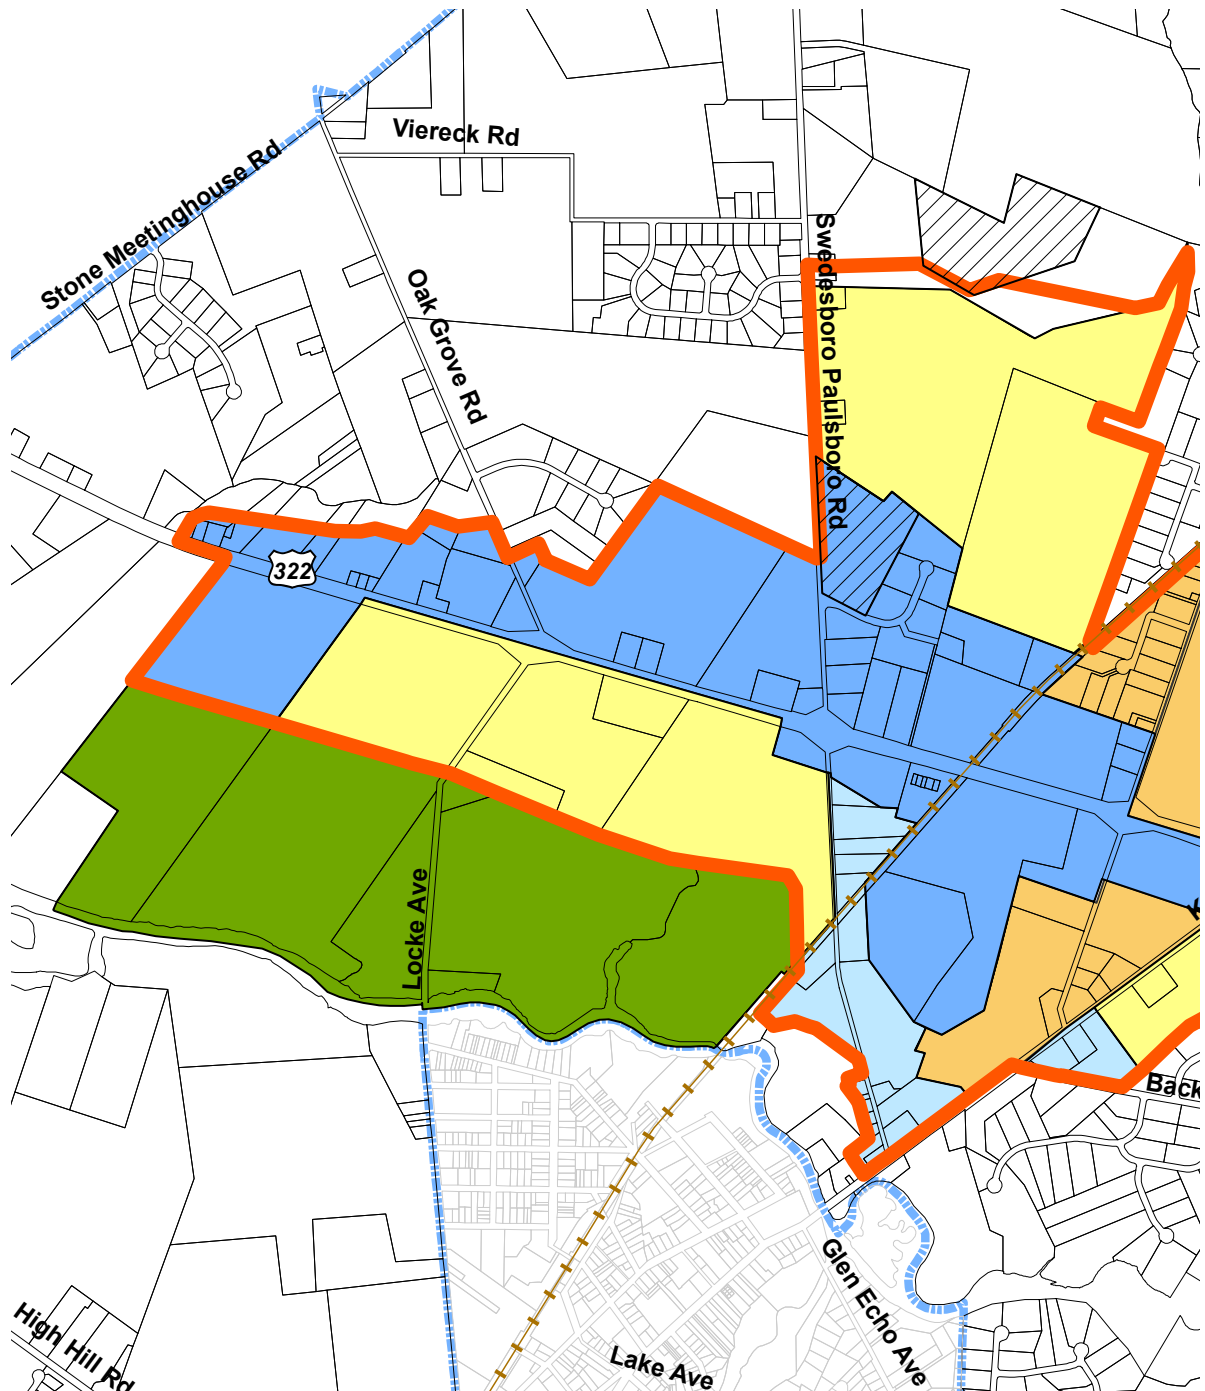 Viereck Rd
Stone Meetinghouse Rd
Swedesboro Paulsboro Rd
Oak Grove Rd
322
Locke Ave
K
Back
Glen Echo Ave
High Hill Rd
Lake Ave